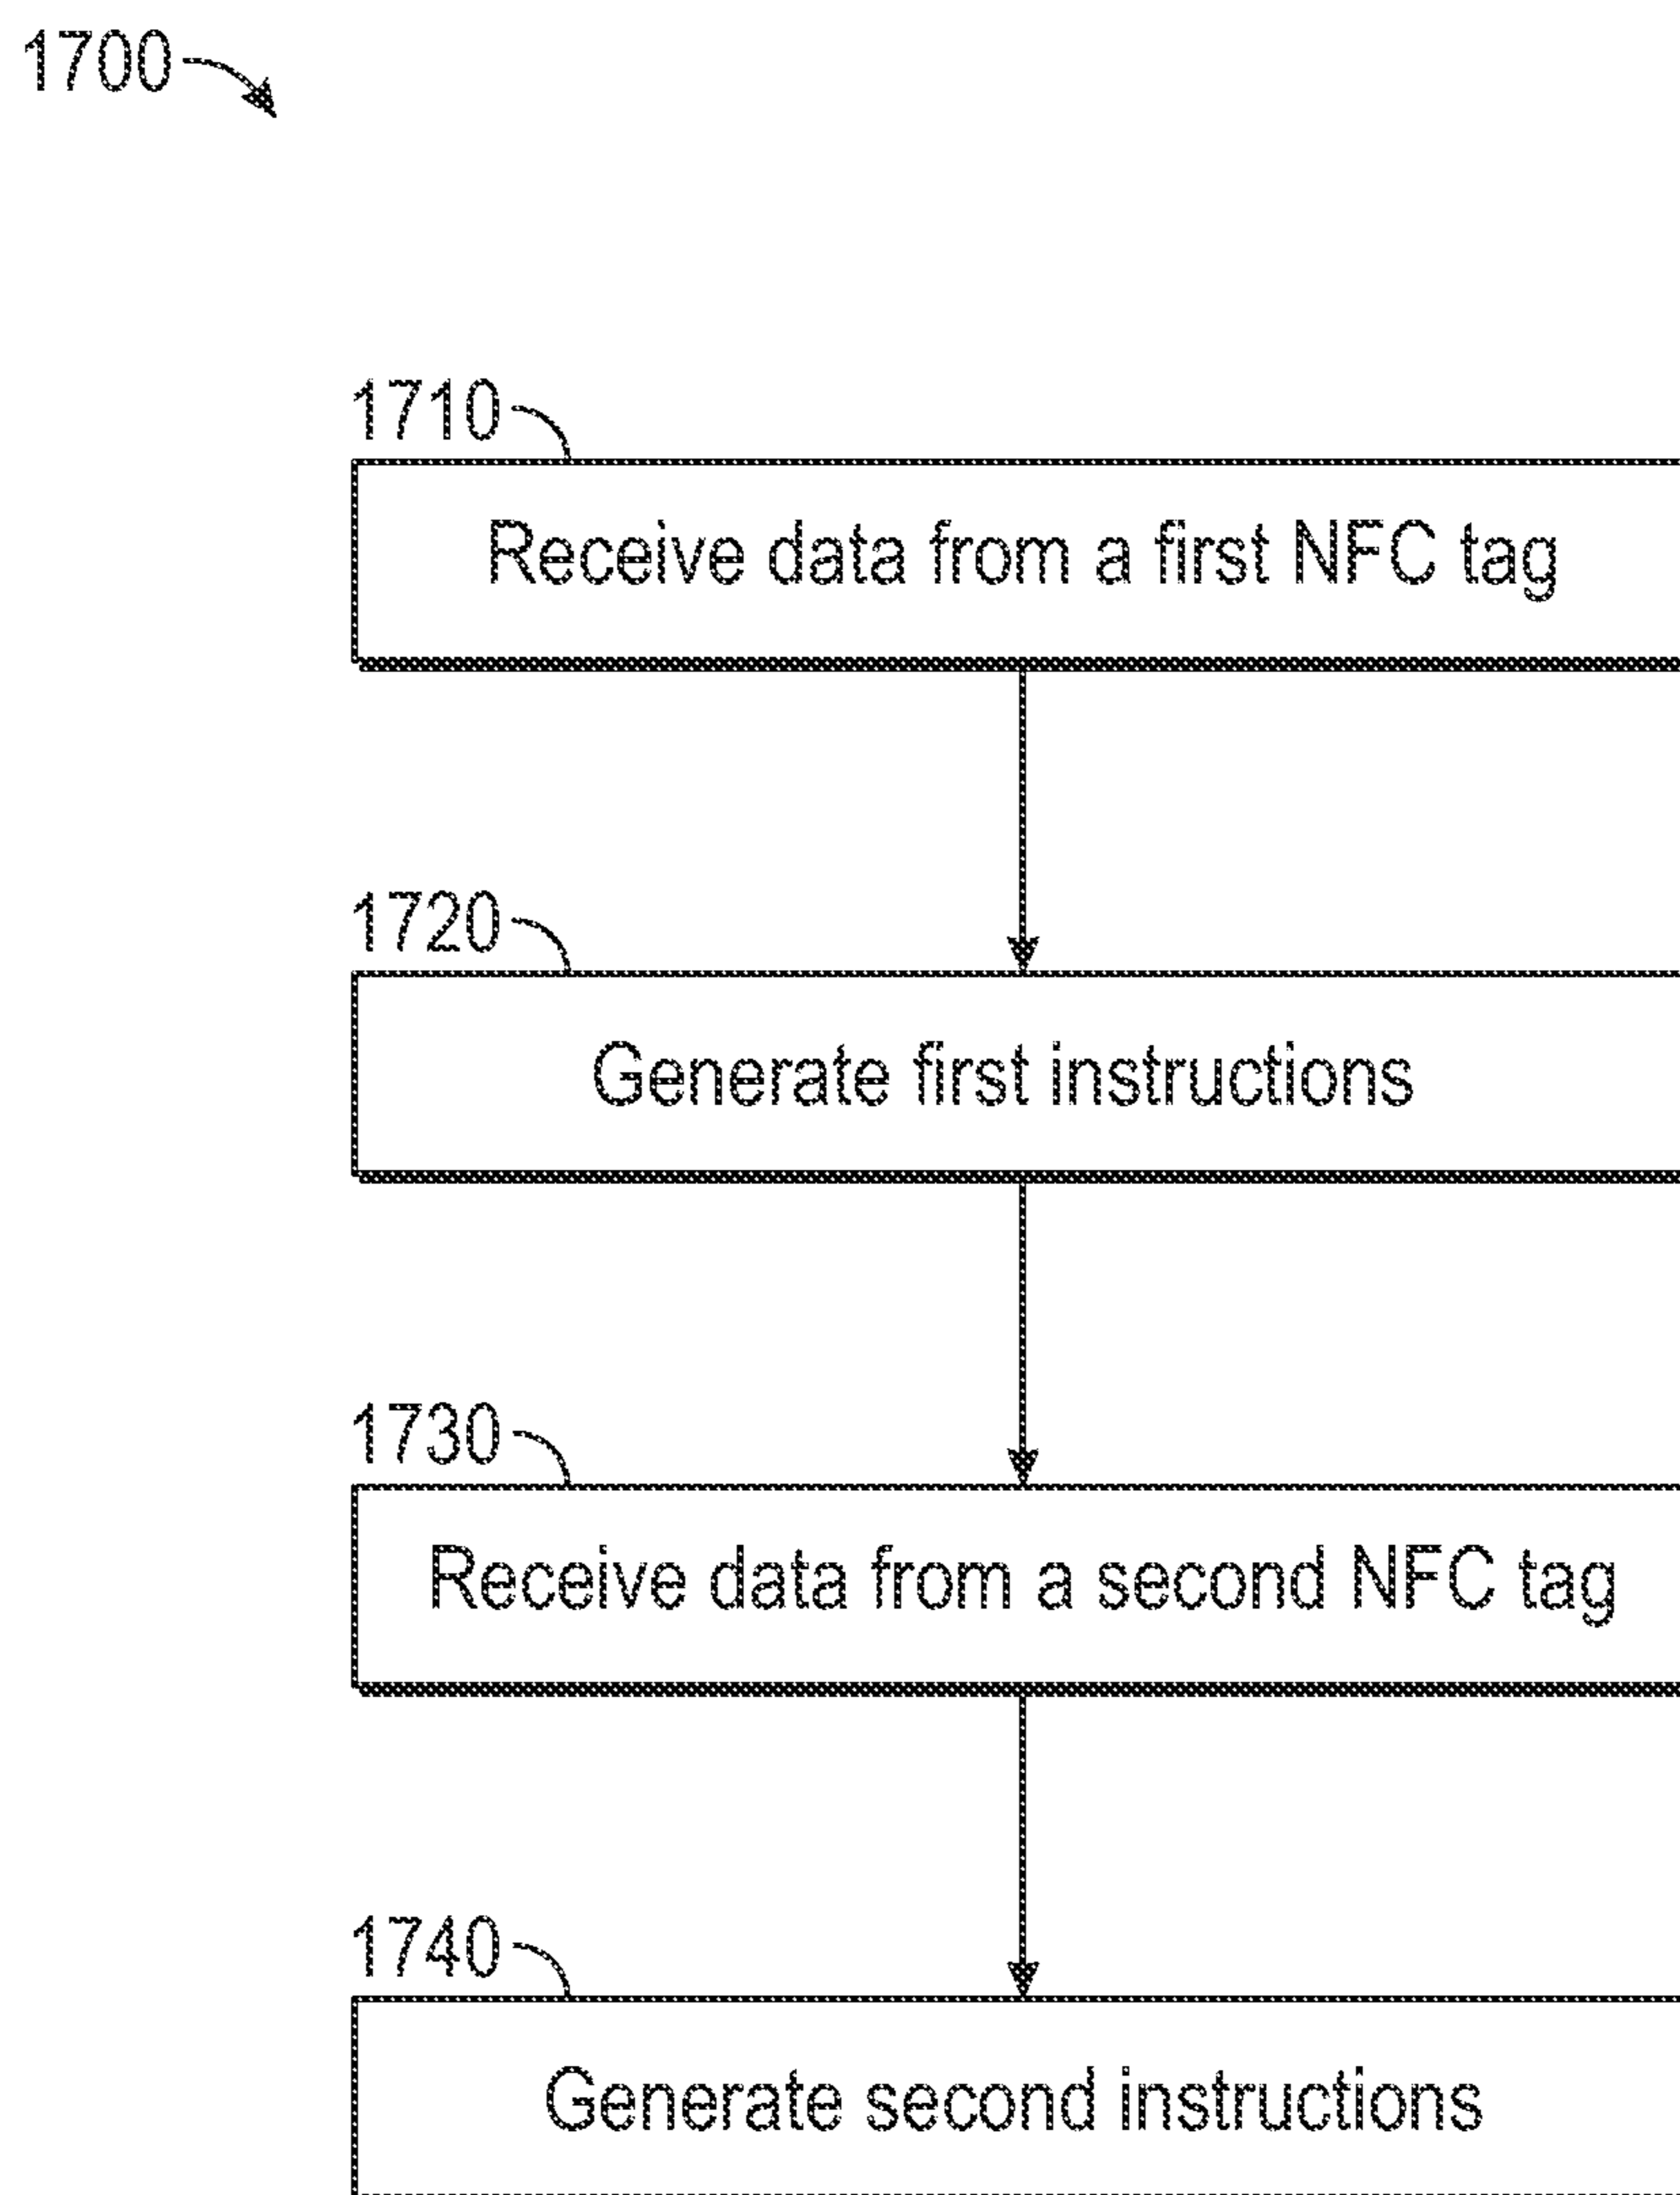 1700
1710
Receive data from a first NFC tag
1720
Generate first instructions
1730
Receive data from a second NFC tag
1740
Generate second instructions